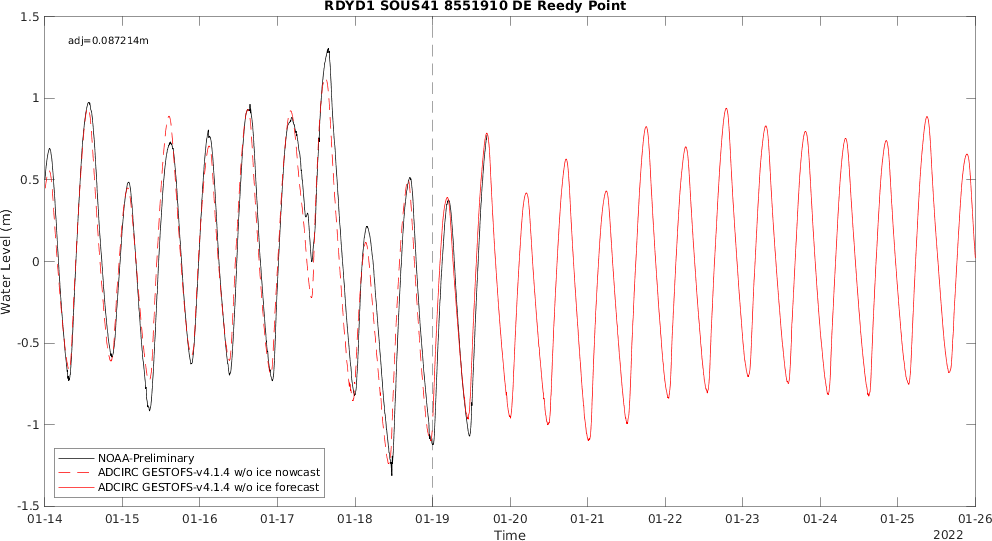 RDYD1 SOUS41 8551910 DE Reedy Point
adj=0.087214m
1.5
1
0.5
0
-0.5
-1
-1.5
Water Level (m)
NOAA-Preliminary
ADCIRC GESTOFS-v4.1.4 w/o ice nowcast
ADCIRC GESTOFS-v4.1.4 w/o ice forecast
01-14 01-15 01-16 01-17 01-18 01-19 01-20 01-21 01-22 01-23 01-24 01-25 01-26
Time
2022